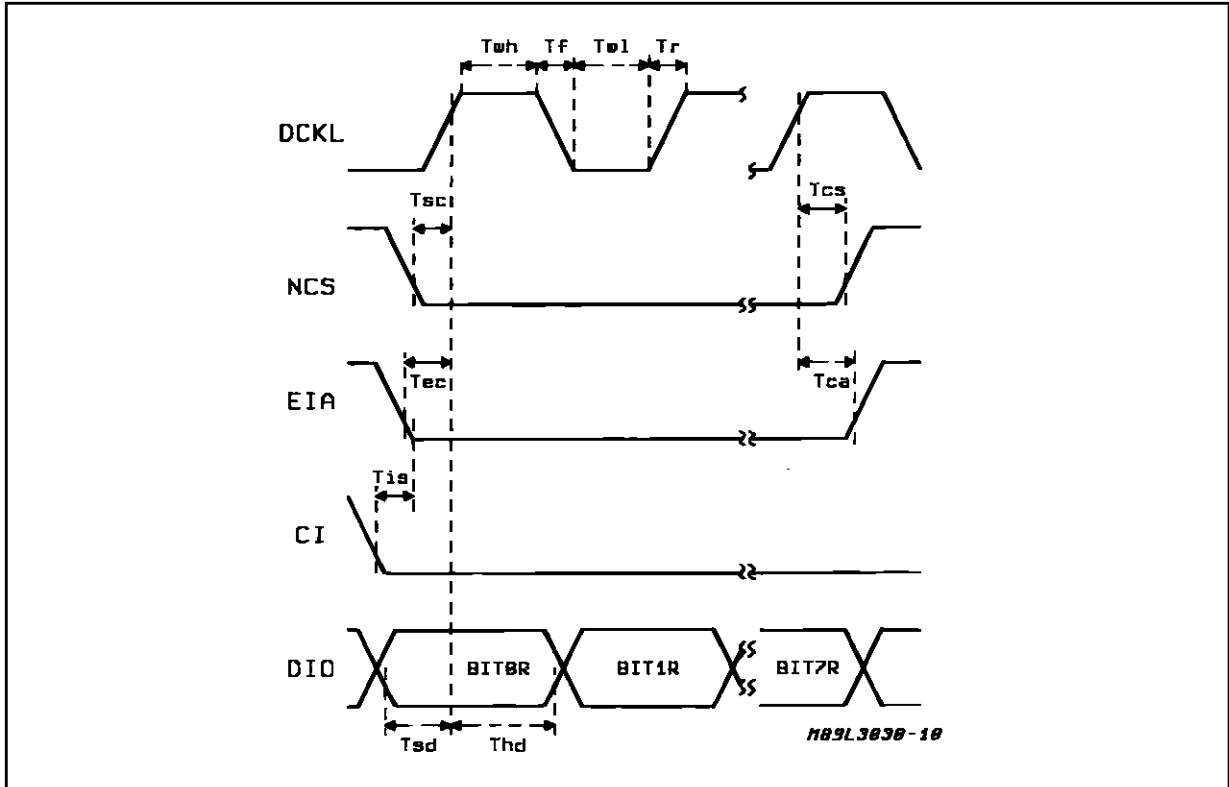 Twh Tf Twl Tr
DCKL
Tsc
Tcs
NCS
Tec
Tca
EIA
Tis
CI
DIO
BIT0R BIT1R BIT7R
Tsd Thd
M89L3030-10